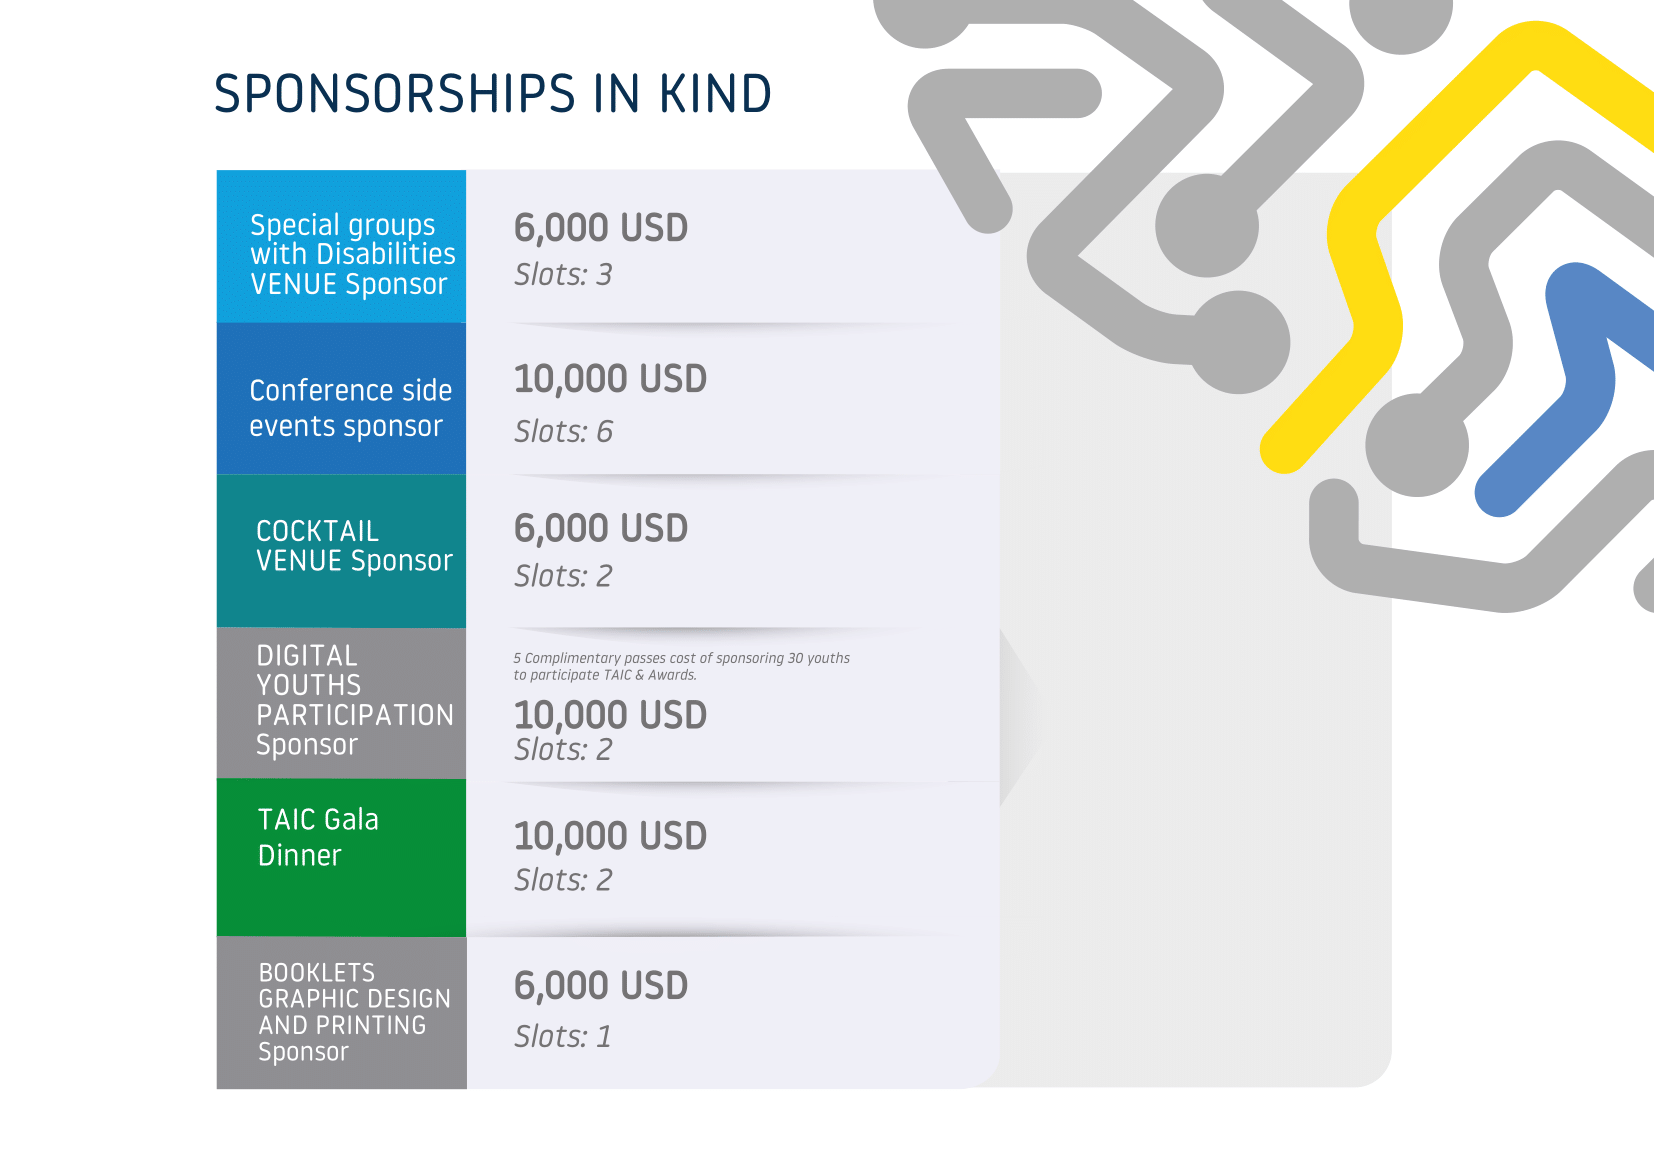 SPONSORSHIPS IN KIND
Special groups
with Disabilities
VENUE Sponsor
6,000 USD
Slots: 3
Conference side
events sponsor
10,000 USD
Slots: 6
COCKTAIL
VENUE Sponsor
6,000 USD
Slots: 2
DIGITAL
YOUTHS
PARTICIPATION
Sponsor
5 Complimentary passes cost of sponsoring 30 youths
to participate TAIC & Awards.
10,000 USD
Slots: 2
TAIC Gala
Dinner
10,000 USD
Slots: 2
BOOKLETS
GRAPHIC DESIGN
AND PRINTING
Sponsor
6,000 USD
Slots: 1